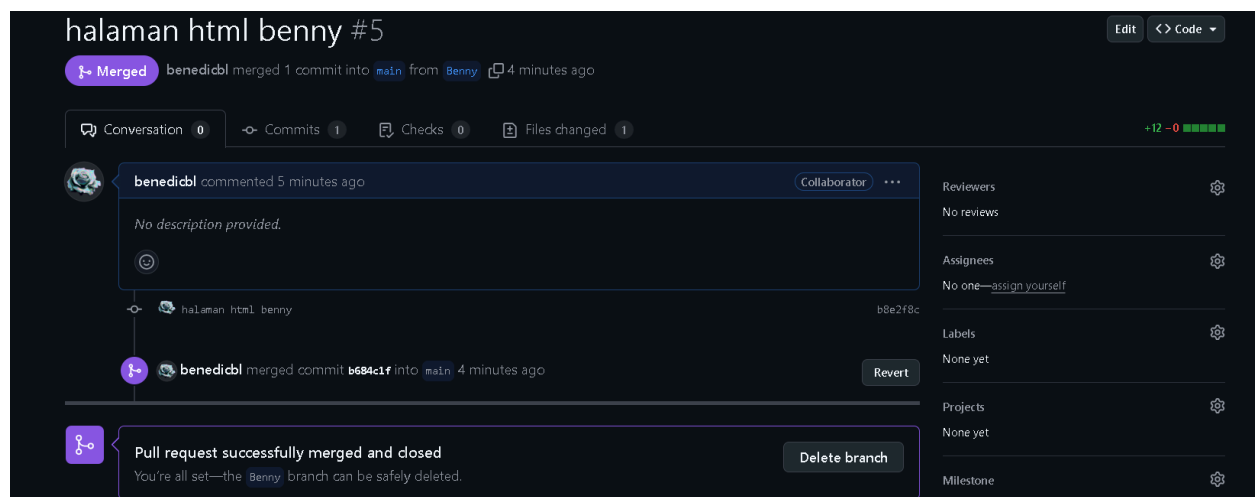 halaman html benny #5
Edit
<> Code
Merged
benedicbl merged 1 commit into main from Benny 4 minutes ago
Conversation 0
Commits 1
Checks 0
Files changed 1
+12 −0
benedicbl commented 5 minutes ago
Collaborator
...
No description provided.
halaman html benny
b8e2f8c
benedicbl merged commit b684c1f into main 4 minutes ago
Revert
Pull request successfully merged and closed
You're all set—the Benny branch can be safely deleted.
Delete branch
Reviewers
No reviews
Assignees
No one—assign yourself
Labels
None yet
Projects
None yet
Milestone